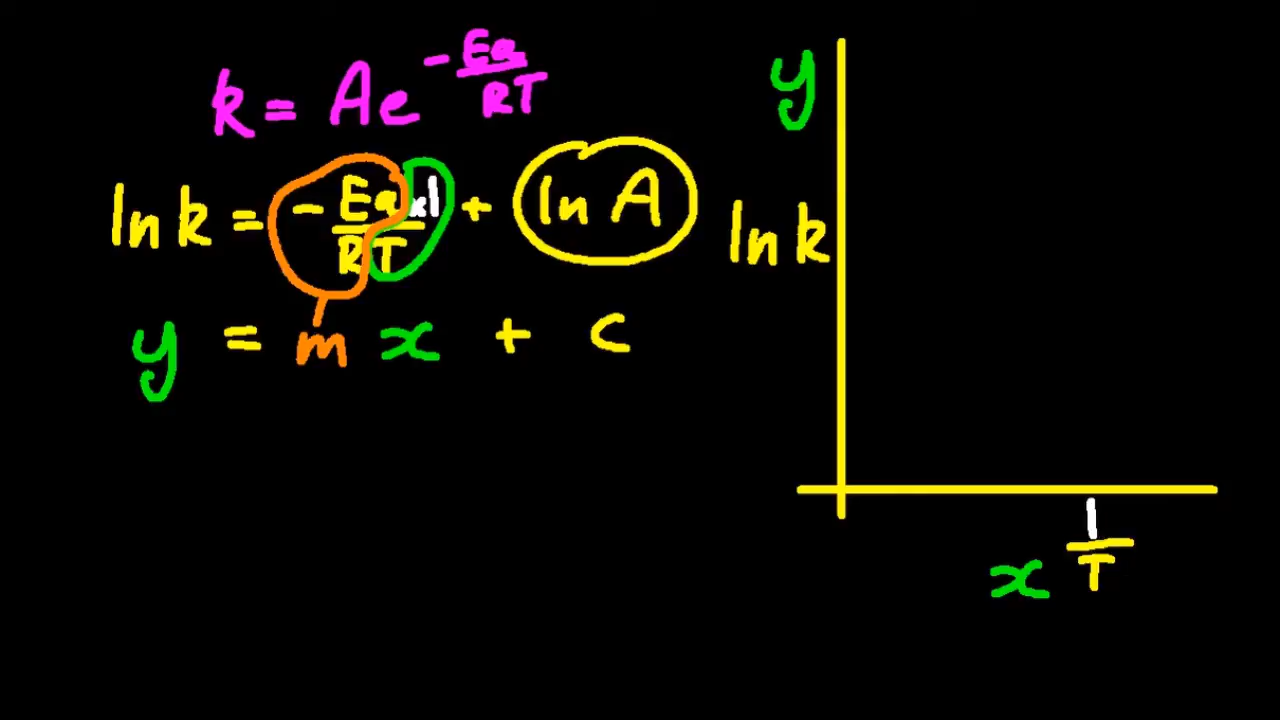 k = Ae^(-Ea/RT)
ln k = -Ea x 1 / RT + ln A
y = m x + c
y
ln k
1/T
x